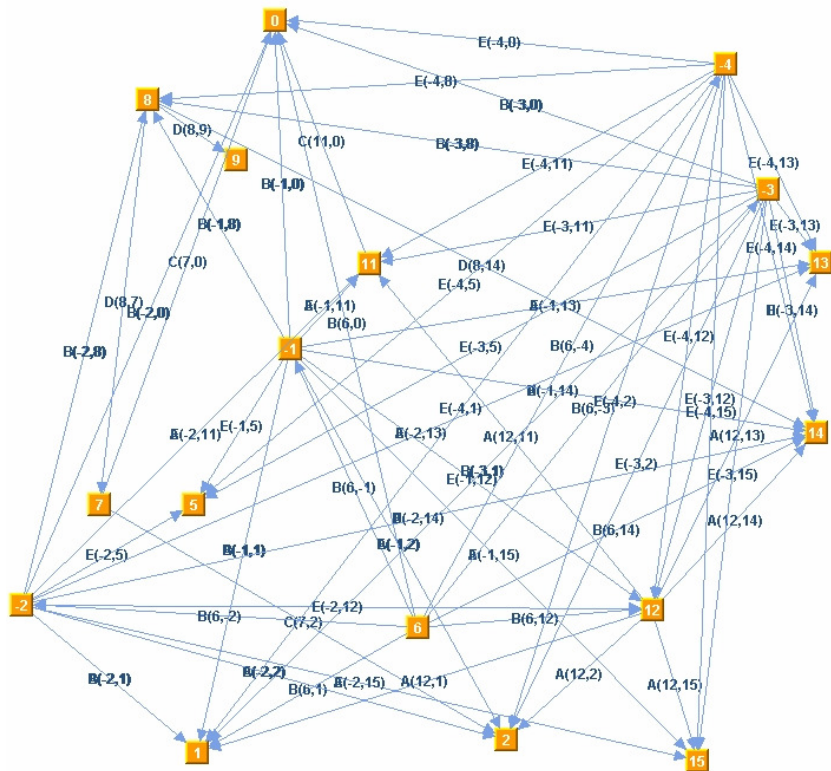 0
E(-4,0)
-4
E(-4,8)
8
B(-3,0)
D(8,9)
C(11,0)
B(-3,8)
9
E(-4,11)
E(-4,13)
B(-1,0)
-3
B(-1,8)
E(-3,11)
E(-3,13)
E(-4,14)
C(7,0)
11
D(8,14)
13
E(-4,5)
D(8,7)
B(-2,0)
(-1,11)
(-1,13)
(-3,14)
B(6,0)
E(-4,12)
-1
E(-3,5)
B(6,-4)
B(-2,8)
(-1,14)
E(-4,2)
E(-3,12)
E(-4,1)
B(6,-3)
E(-4,15)
(-2,11)
E(-1,5)
(-2,13)
A(12,11)
A(12,13)
14
(-3,1)
E(-3,2)
E(-1,12)
E(-3,15)
B(6,-1)
7
5
(-2,14)
B(6,14)
A(12,14)
(-1,2)
E(-2,5)
(-1,1)
(-1,15)
-2
E(-2,12)
12
B(6,-2)
C(7,2)
6
B(6,12)
(-2,1)
(-2,2)
(-2,15)
B(6,1)
A(12,1)
A(12,2)
A(12,15)
1
2
15